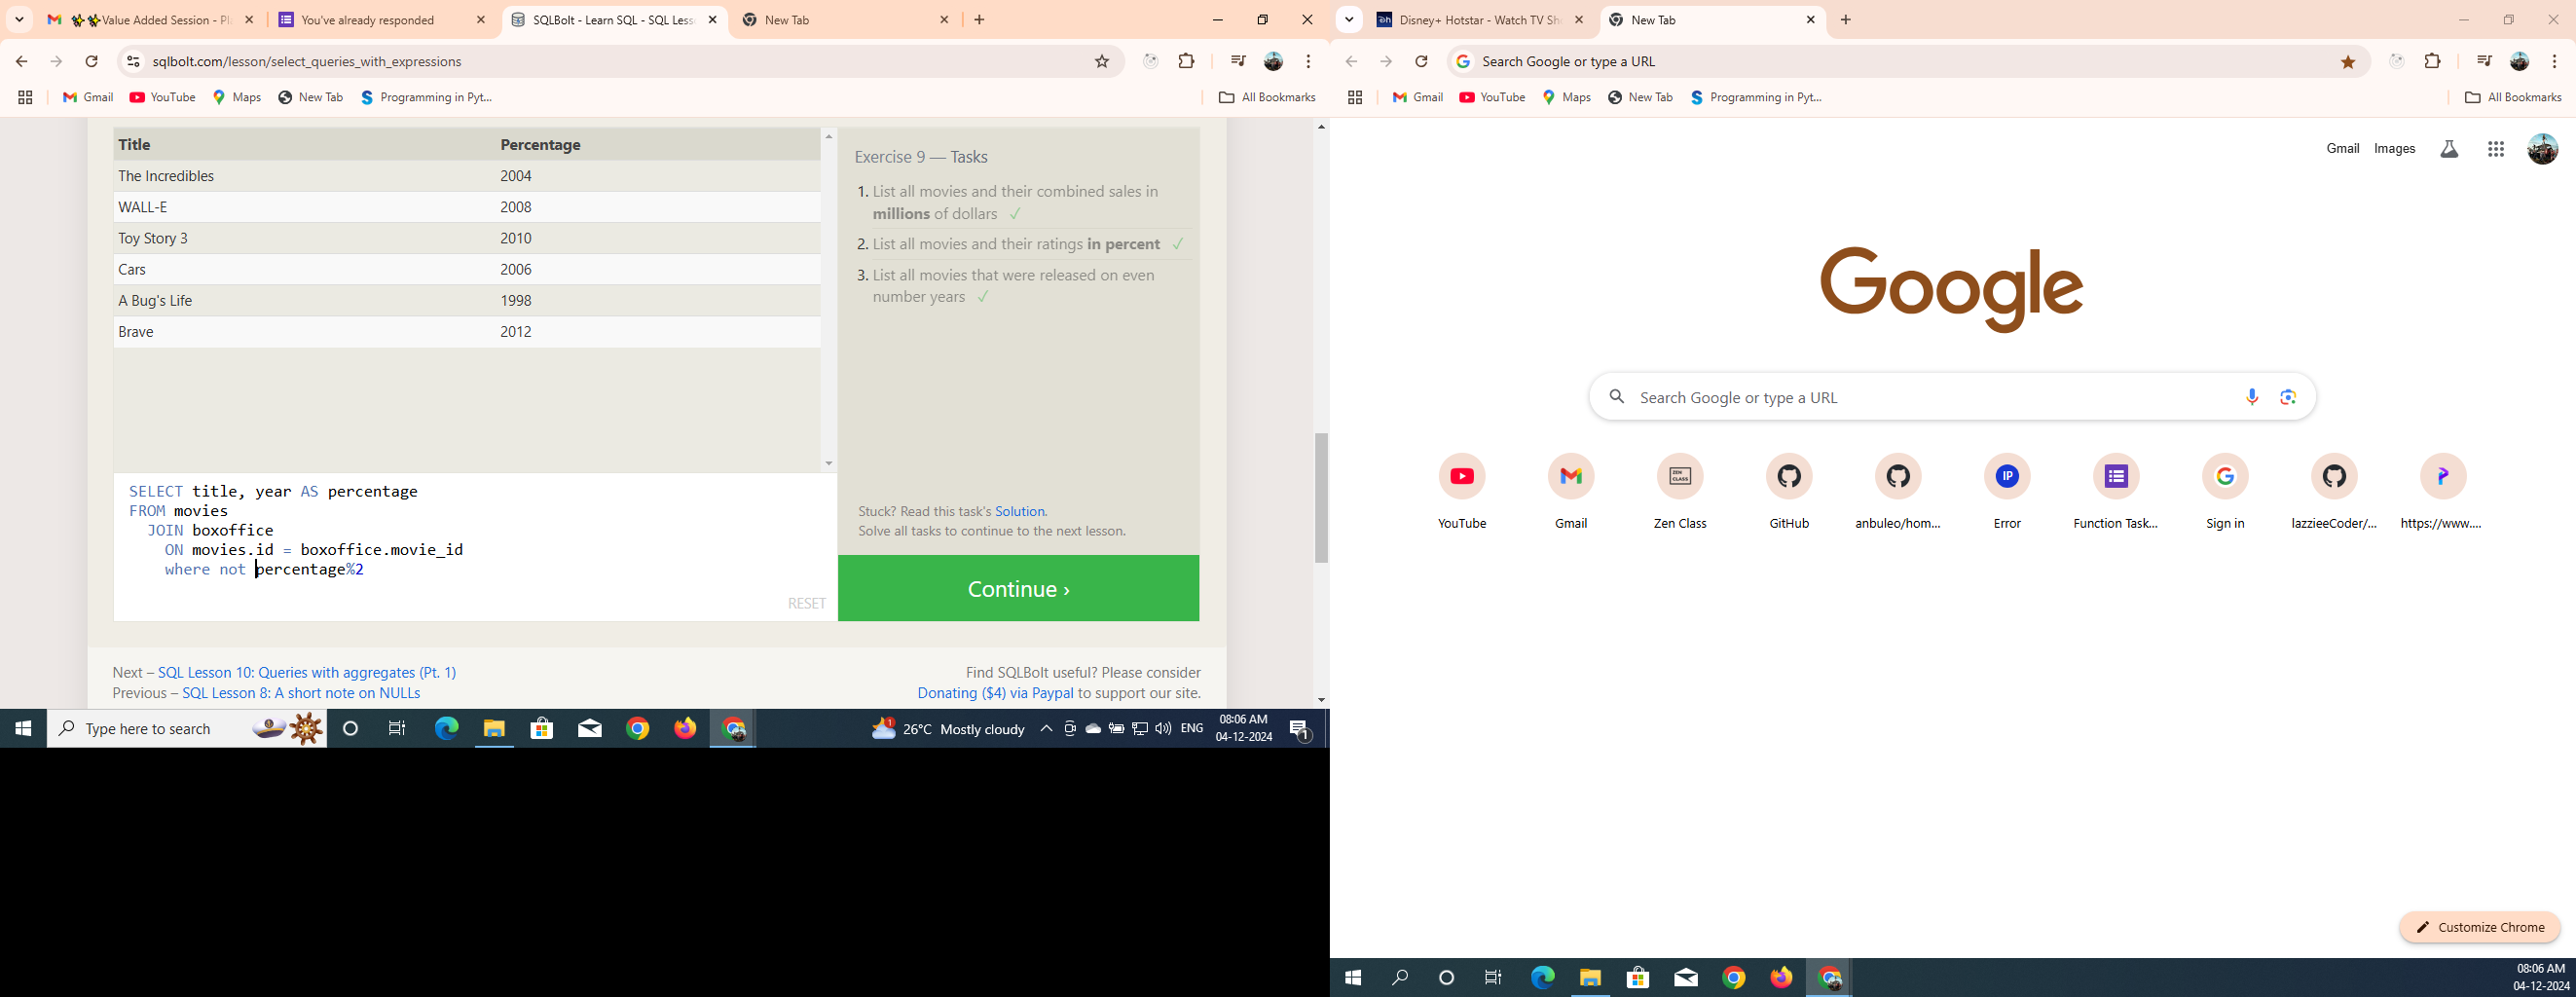 Value Added Session - Pl
You've already responded
SQLBolt - Learn SQL - SQL Less
New Tab
sqlbolt.com/lesson/select_queries_with_expressions
Gmail
YouTube
Maps
New Tab
Programming in Pyt...
All Bookmarks
Title Percentage
The Incredibles 2004
WALL-E 2008
Toy Story 3 2010
Cars 2006
A Bug's Life 1998
Brave 2012
Exercise 9 — Tasks
1. List all movies and their combined sales in
millions of dollars ✓
2. List all movies and their ratings in percent ✓
3. List all movies that were released on even
number years ✓
Stuck? Read this task's Solution.
Solve all tasks to continue to the next lesson.
Continue ›
SELECT title, year AS percentage
FROM movies
JOIN boxoffice
ON movies.id = boxoffice.movie_id
where not percentage%2
RESET
Next – SQL Lesson 10: Queries with aggregates (Pt. 1)
Previous – SQL Lesson 8: A short note on NULLs
Find SQLBolt useful? Please consider
Donating ($4) via Paypal to support our site.
Type here to search
1
26°C Mostly cloudy
ENG
08:06 AM
04-12-2024
1
Disney+ Hotstar - Watch TV Sh
New Tab
Search Google or type a URL
Gmail
YouTube
Maps
New Tab
Programming in Pyt...
All Bookmarks
Gmail
Images
Google
Search Google or type a URL
ZEN
CLASS
IP
YouTube
Gmail
Zen Class
GitHub
anbuleo/hom...
Error
Function Task...
Sign in
lazzieeCoder/...
https://www....
Customize Chrome
08:06 AM
04-12-2024